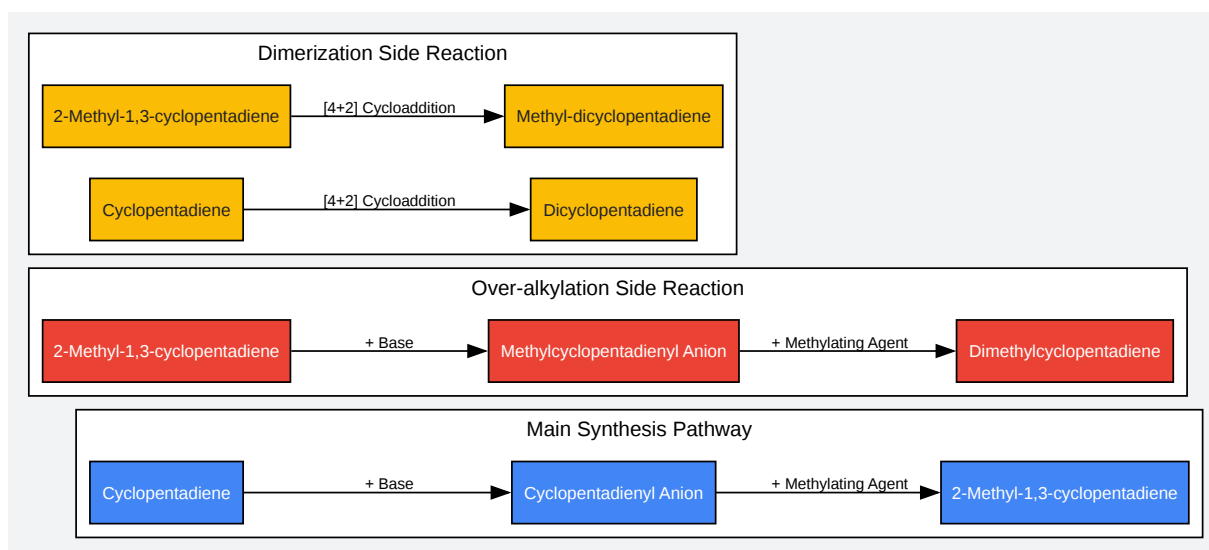 Dimerization Side Reaction
2-Methyl-1,3-cyclopentadiene
[4+2] Cycloaddition
Methyl-dicyclopentadiene
Cyclopentadiene
[4+2] Cycloaddition
Dicyclopentadiene
Over-alkylation Side Reaction
2-Methyl-1,3-cyclopentadiene
+ Base
Methylcyclopentadienyl Anion
+ Methylating Agent
Dimethylcyclopentadiene
Main Synthesis Pathway
Cyclopentadiene
+ Base
Cyclopentadienyl Anion
+ Methylating Agent
2-Methyl-1,3-cyclopentadiene